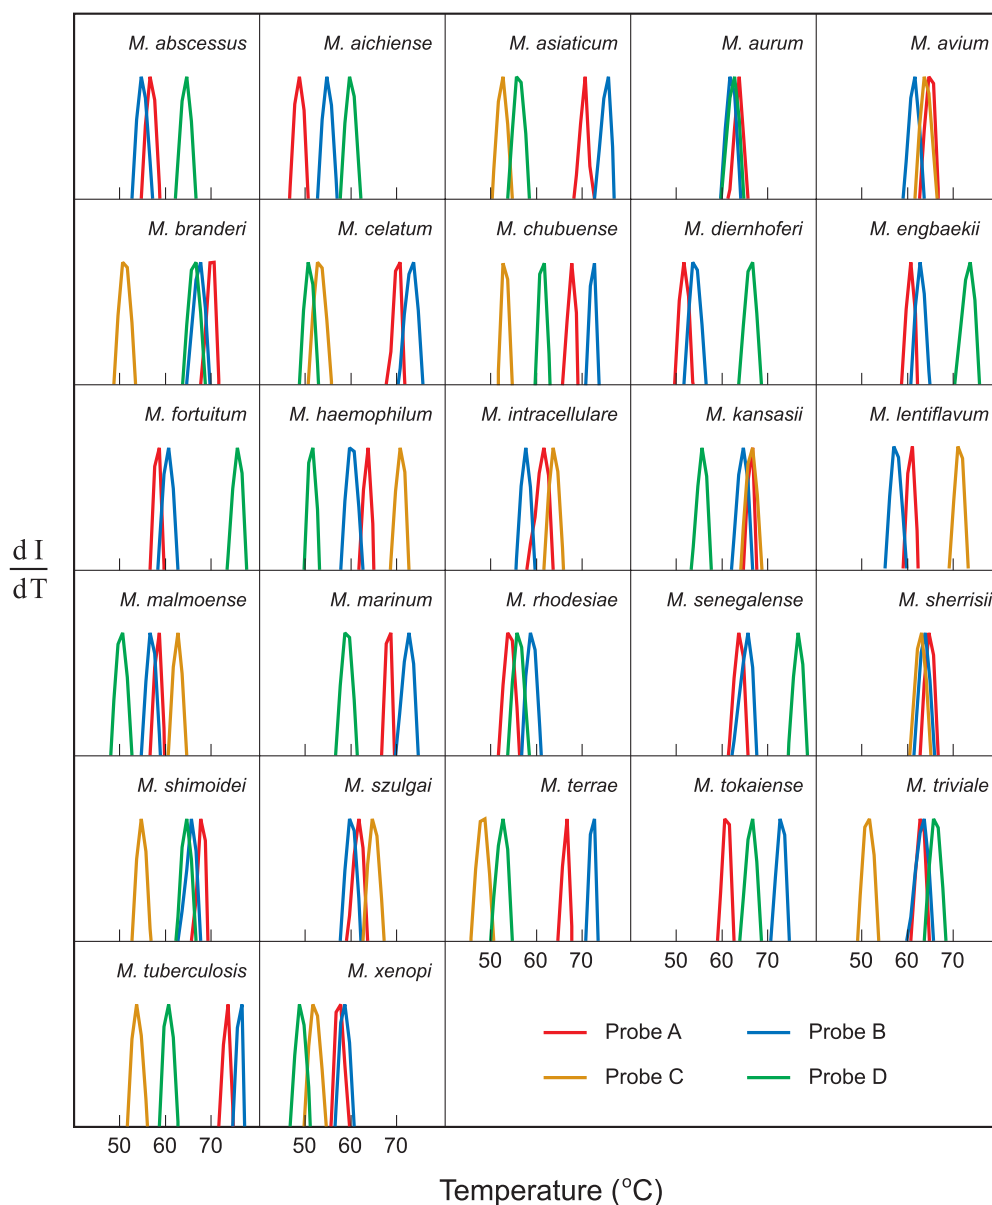 M. abscessus
M. aichiense
M. asiaticum
M. aurum
M. avium
M. branderi
M. celatum
M. chubuense
M. diernhoferi
M. engbaekii
M. fortuitum
M. haemophilum
M. intracellulare
M. kansasii
M. lentiflavum
dI
dT
M. malmoense
M. marinum
M. rhodesiae
M. senegalense
M. sherrisii
M. shimoidei
M. szulgai
M. terrae
M. tokaiense
M. triviale
50 60 70
50 60 70
50 60 70
M. tuberculosis
M. xenopi
Probe A
Probe B
Probe C
Probe D
50 60 70
50 60 70
Temperature (°C)